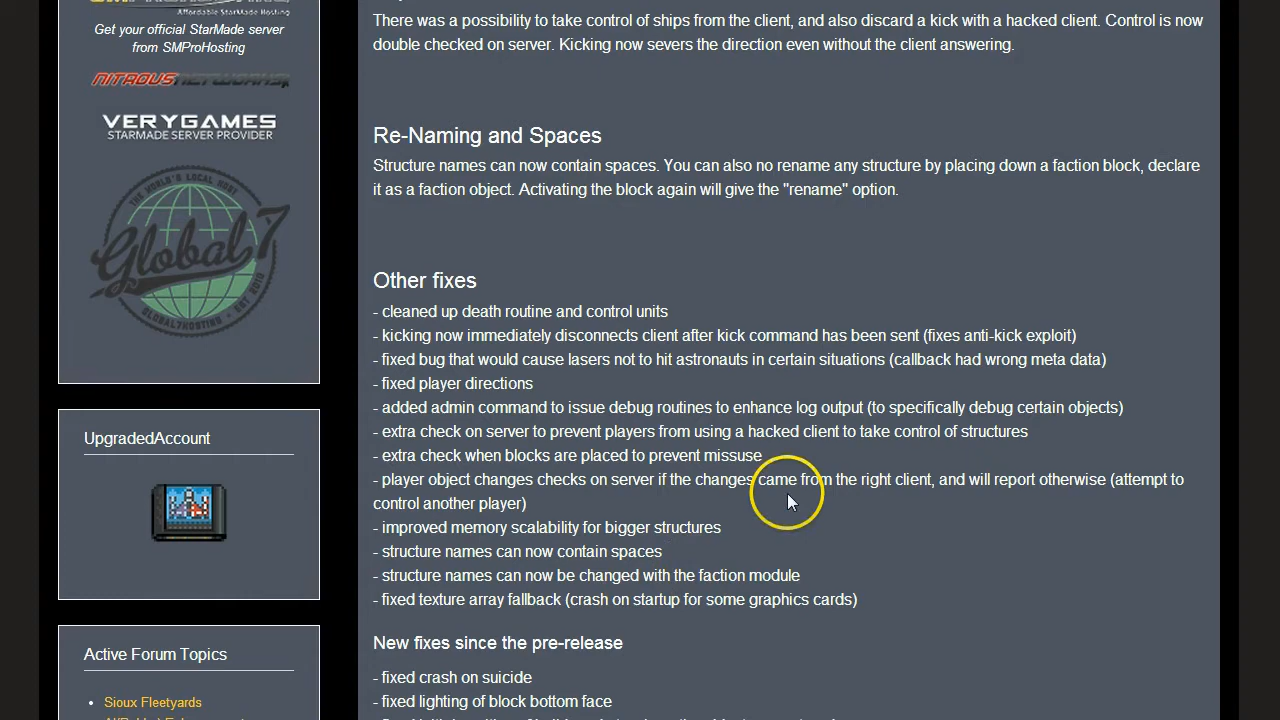 Affordable StarMade Hosting
Get your official StarMade server
from SMProHosting
NITROUSNETWORKS
VERYGAMES
STARMADE SERVER PROVIDER
THE WORLD'S LOCAL HOST
Global7
GLOBAL7HOSTING • EST 2010
UpgradedAccount
Active Forum Topics
Sioux Fleetyards
There was a possibility to take control of ships from the client, and also discard a kick with a hacked client. Control is now
double checked on server. Kicking now severs the direction even without the client answering.
Re-Naming and Spaces
Structure names can now contain spaces. You can also no rename any structure by placing down a faction block, declare
it as a faction object. Activating the block again will give the "rename" option.
Other fixes
- cleaned up death routine and control units
- kicking now immediately disconnects client after kick command has been sent (fixes anti-kick exploit)
- fixed bug that would cause lasers not to hit astronauts in certain situations (callback had wrong meta data)
- fixed player directions
- added admin command to issue debug routines to enhance log output (to specifically debug certain objects)
- extra check on server to prevent players from using a hacked client to take control of structures
- extra check when blocks are placed to prevent missuse
- player object changes checks on server if the changes came from the right client, and will report otherwise (attempt to
control another player)
- improved memory scalability for bigger structures
- structure names can now contain spaces
- structure names can now be changed with the faction module
- fixed texture array fallback (crash on startup for some graphics cards)
New fixes since the pre-release
- fixed crash on suicide
- fixed lighting of block bottom face